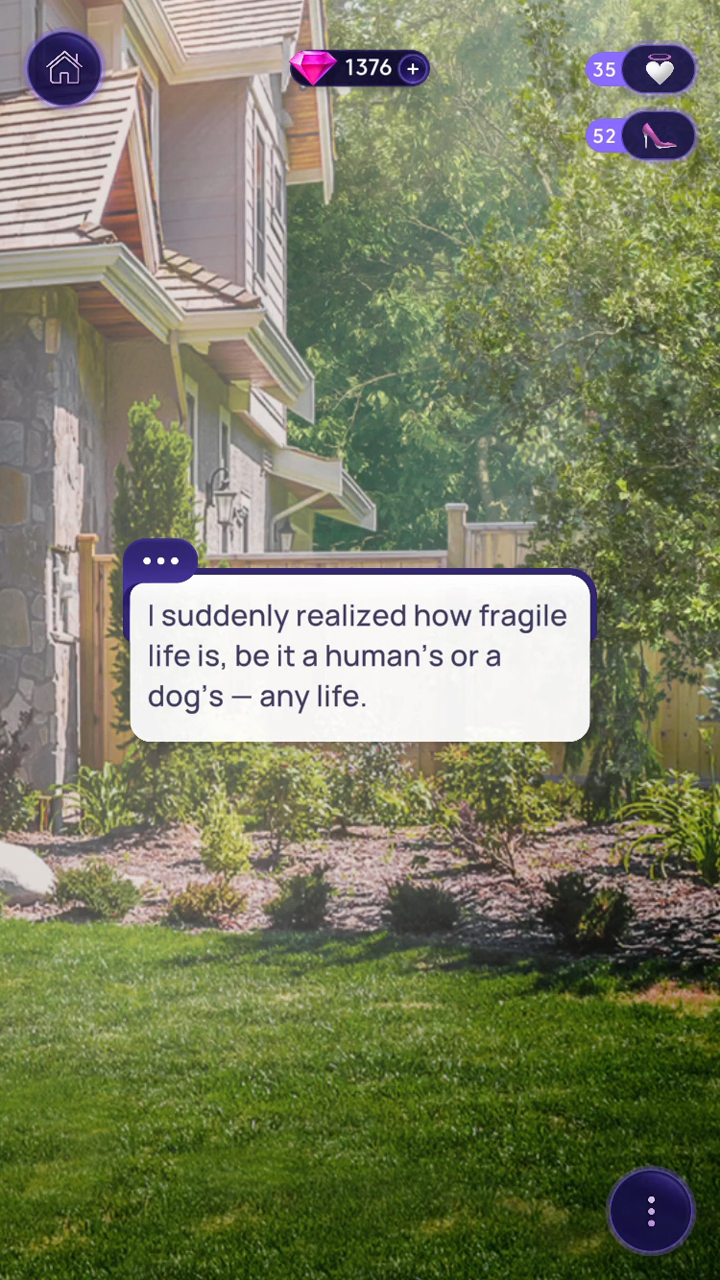 1376
35
52
I suddenly realized how fragile
life is, be it a human's or a
dog's — any life.